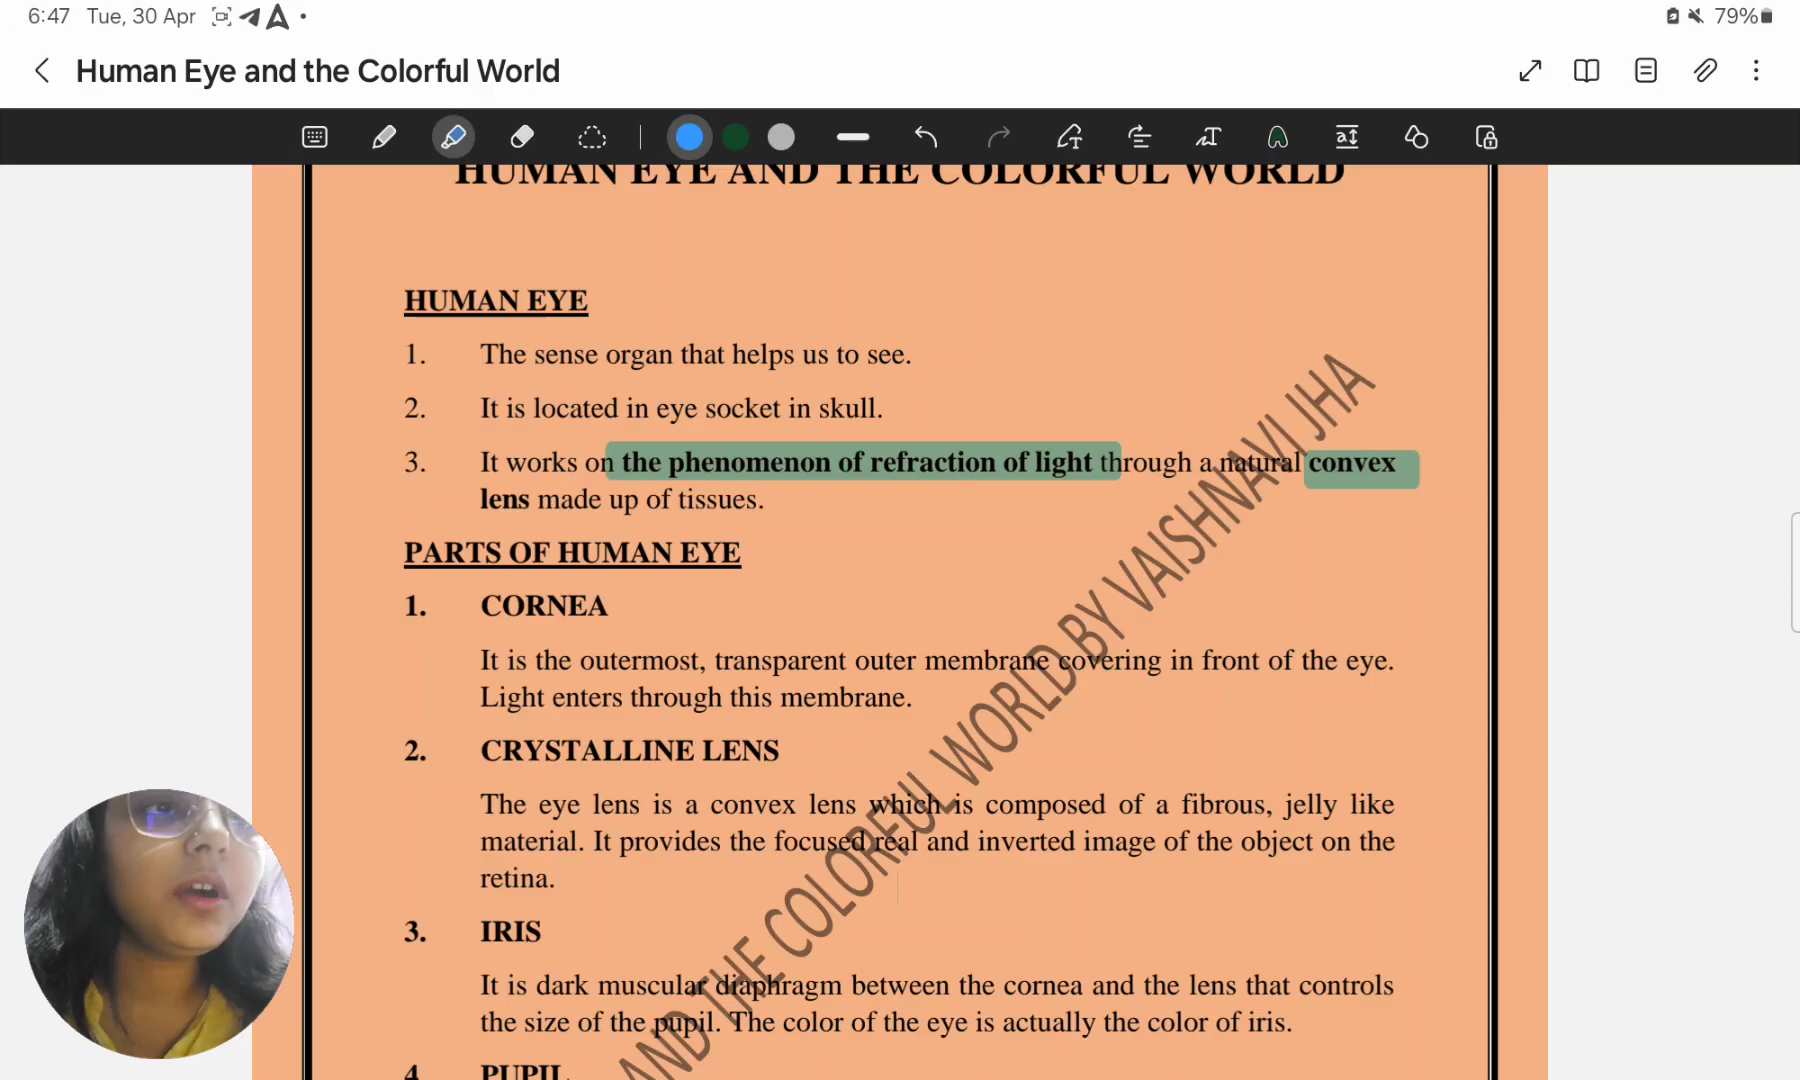 6:47 Tue, 30 Apr
79%
Human Eye and the Colorful World
HUMAN EYE AND THE COLORFUL WORLD
HUMAN EYE
1. The sense organ that helps us to see.
2. It is located in eye socket in skull.
3. It works on the phenomenon of refraction of light through a natural convex
lens made up of tissues.
PARTS OF HUMAN EYE
1. CORNEA
It is the outermost, transparent outer membrane covering in front of the eye.
Light enters through this membrane.
2. CRYSTALLINE LENS
The eye lens is a convex lens which is composed of a fibrous, jelly like
material. It provides the focused real and inverted image of the object on the
retina.
3. IRIS
It is dark muscular diaphragm between the cornea and the lens that controls
the size of the pupil. The color of the eye is actually the color of iris.
4. PUPIL
AND THE COLORFUL WORLD BY VAISHNAVI JHA